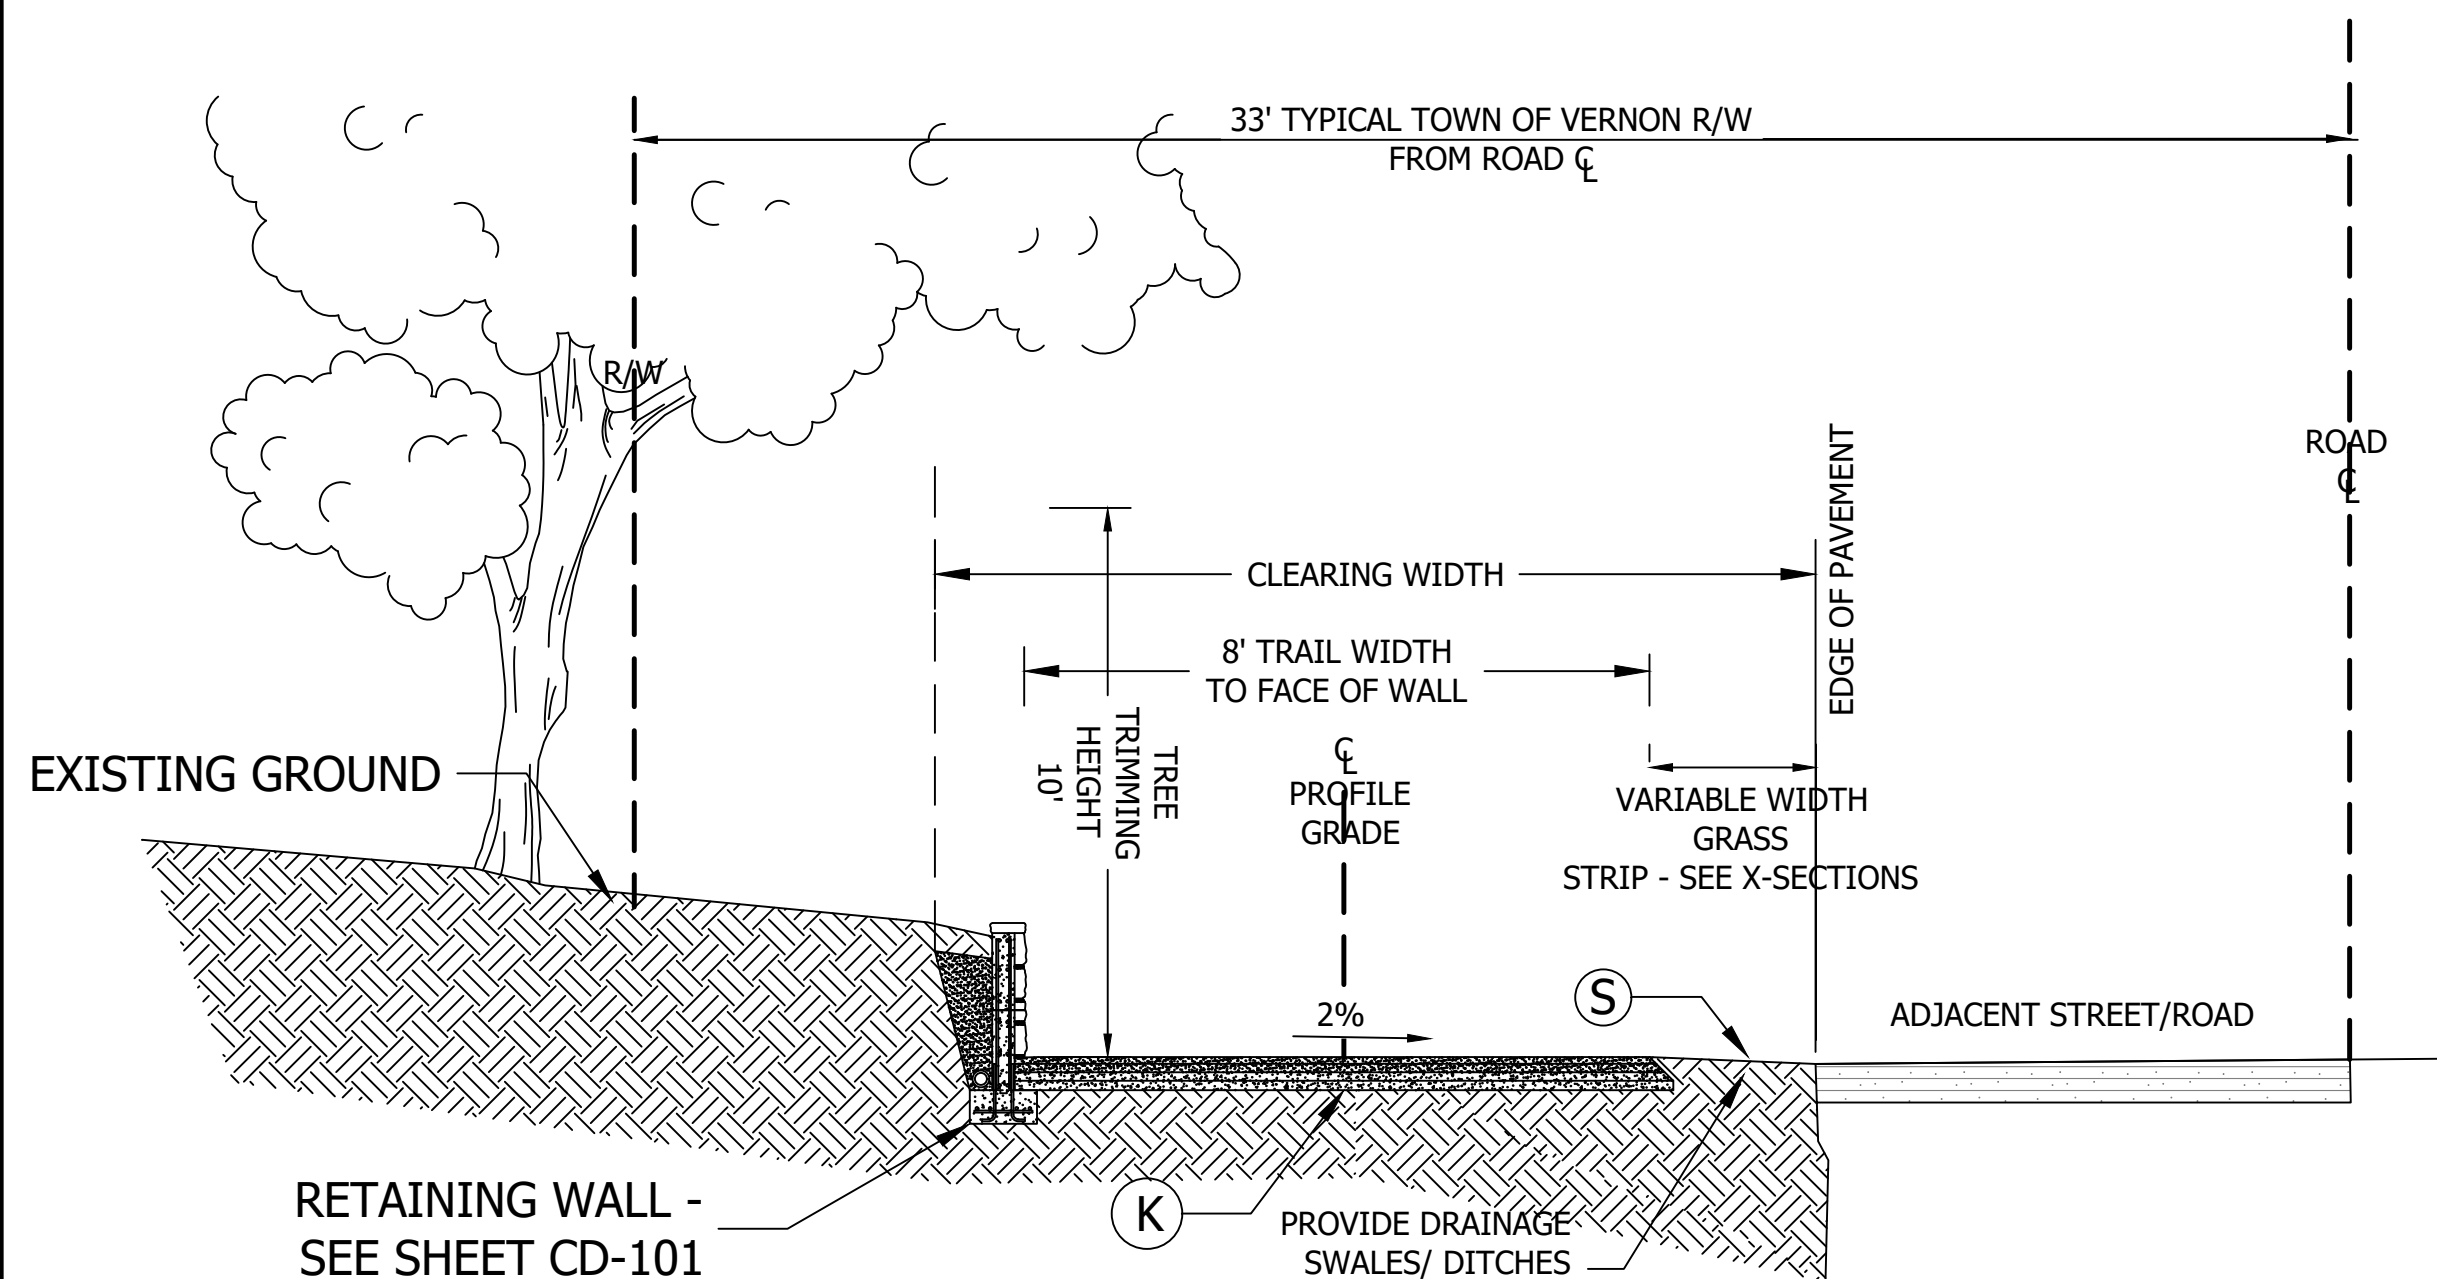 33' TYPICAL TOWN OF VERNON R/W
FROM ROAD ℄
R/W
ROAD
℄
EDGE OF PAVEMENT
CLEARING WIDTH
8' TRAIL WIDTH
TO FACE OF WALL
TREE
TRIMMING
HEIGHT
10'
℄
PROFILE
GRADE
EXISTING GROUND
VARIABLE WIDTH
GRASS
STRIP - SEE X-SECTIONS
2%
S
ADJACENT STREET/ROAD
RETAINING WALL -
SEE SHEET CD-101
K
PROVIDE DRAINAGE
SWALES/ DITCHES